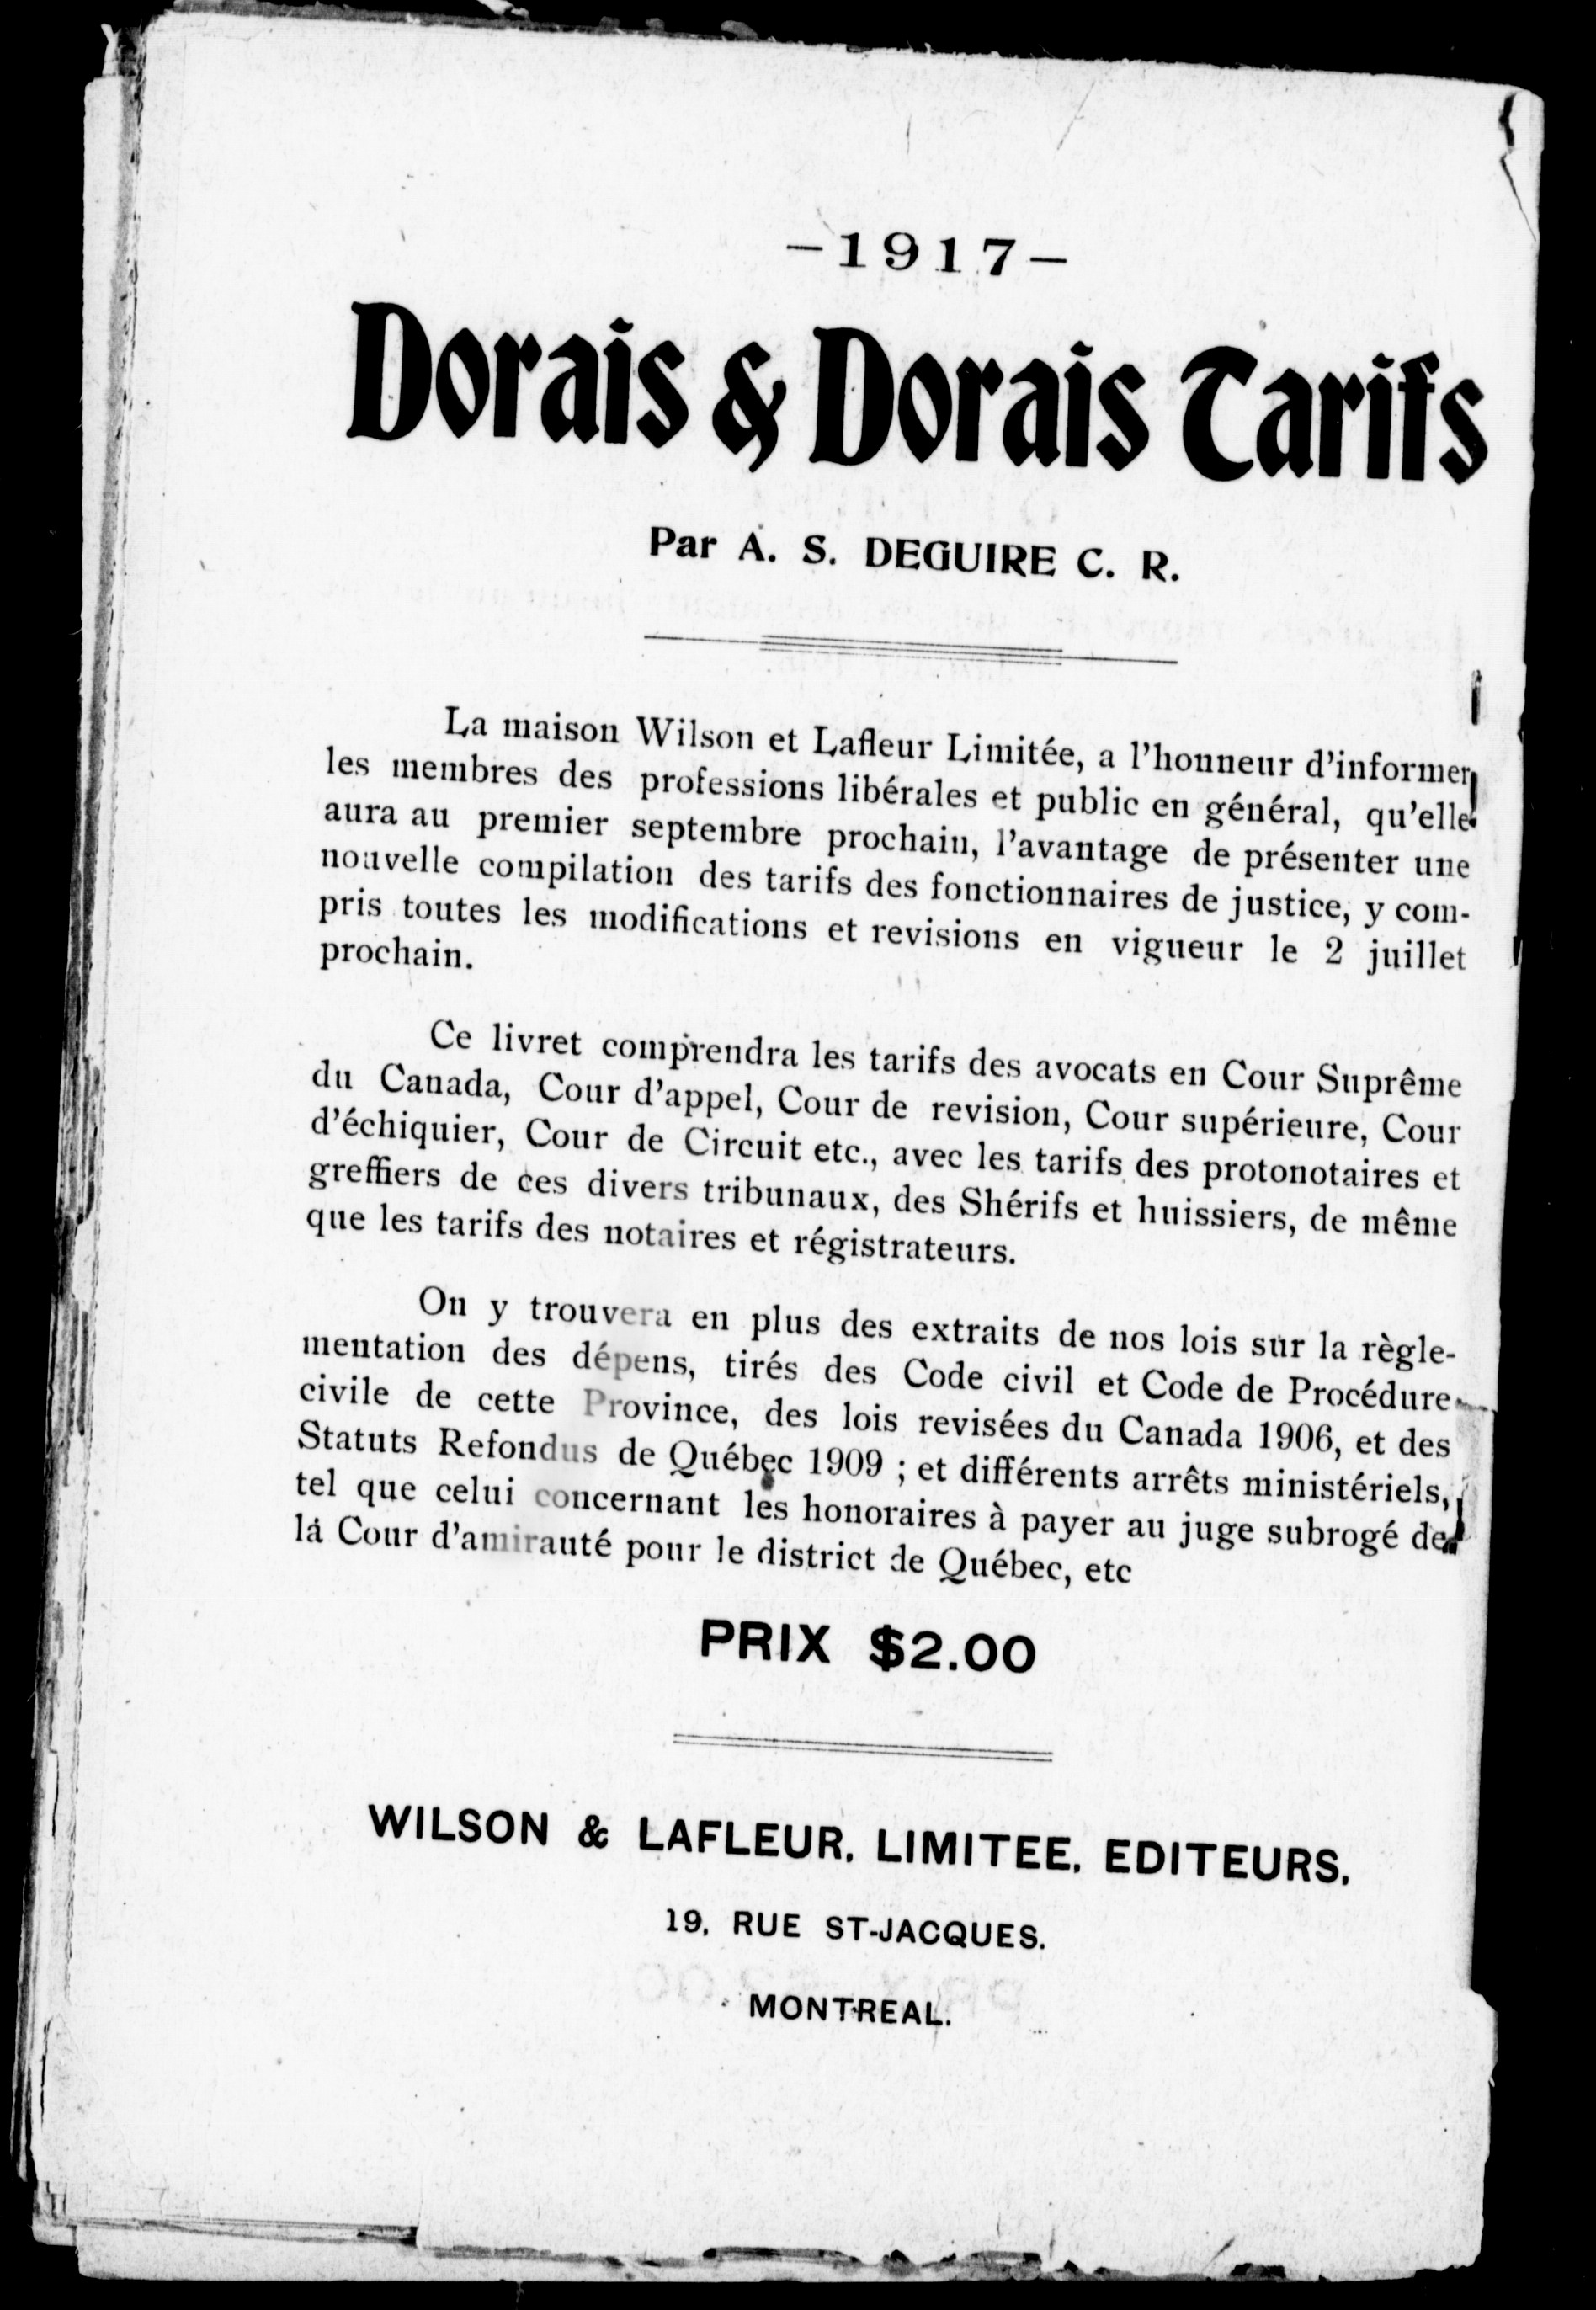 –1917–
Dorais & Dorais Tarifs
Par A. S. DEGUIRE C. R.
La maison Wilson et Lafleur Limitée, a l'honneur d'informer
les membres des professions libérales et public en général, qu'elle
aura au premier septembre prochain, l'avantage de présenter une
nouvelle compilation des tarifs des fonctionnaires de justice, y com-
pris toutes les modifications et revisions en vigueur le 2 juillet
prochain.
Ce livret comprendra les tarifs des avocats en Cour Suprême
du Canada, Cour d'appel, Cour de revision, Cour supérieure, Cour
d'échiquier, Cour de Circuit etc., avec les tarifs des protonotaires et
greffiers de ces divers tribunaux, des Shérifs et huissiers, de même
que les tarifs des notaires et régistrateurs.
On y trouvera en plus des extraits de nos lois sur la règle-
mentation des dépens, tirés des Code civil et Code de Procédure
civile de cette Province, des lois revisées du Canada 1906, et des
Statuts Refondus de Québec 1909 ; et différents arrêts ministériels,
tel que celui concernant les honoraires à payer au juge subrogé de
la Cour d'amirauté pour le district de Québec, etc
PRIX $2.00
WILSON & LAFLEUR, LIMITEE, EDITEURS,
19, RUE ST-JACQUES.
MONTREAL.